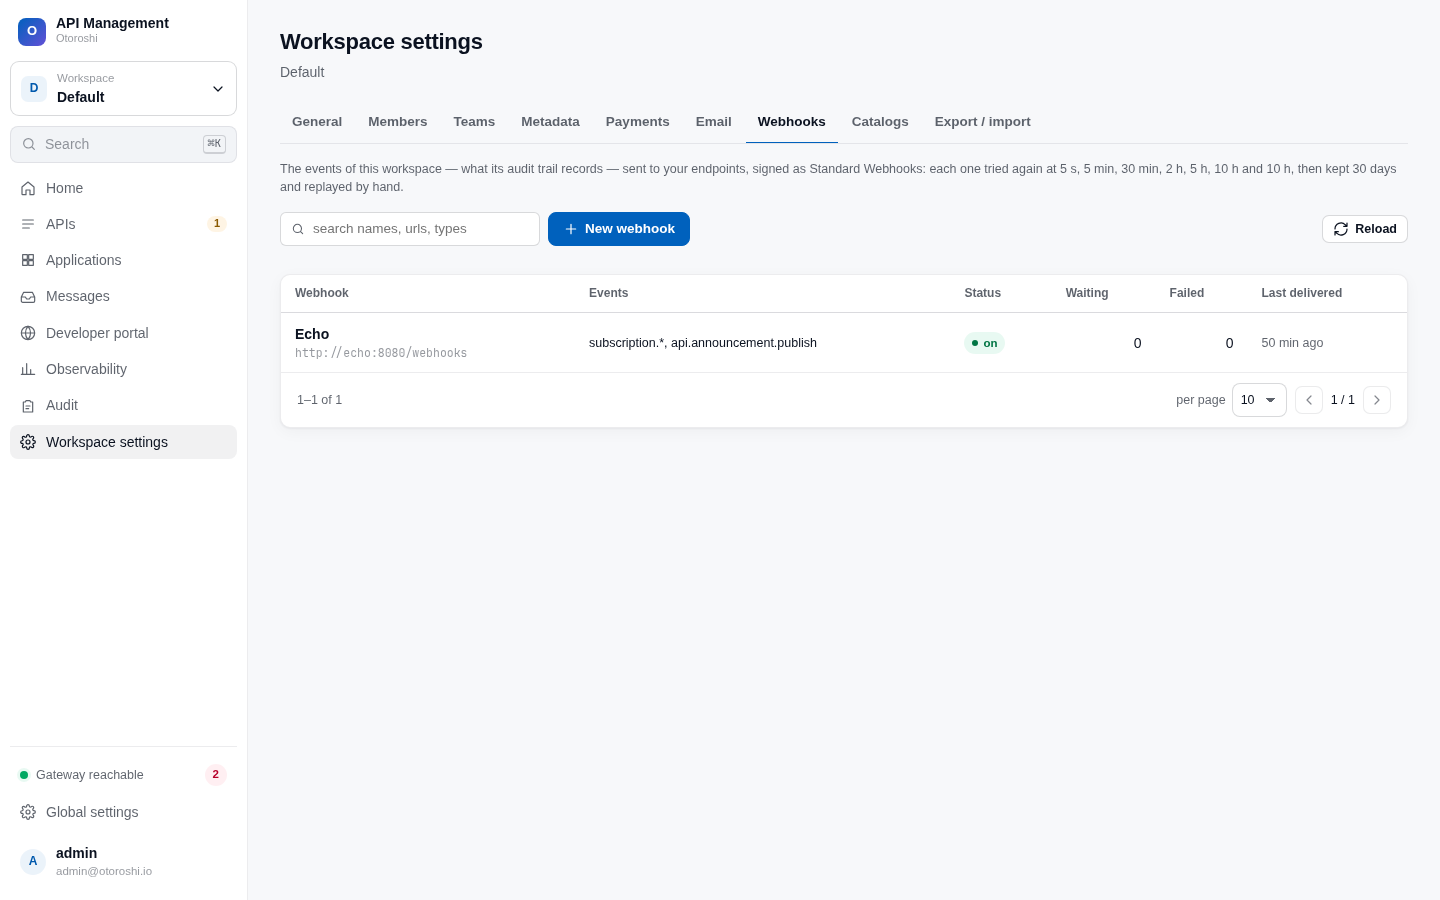 O
API Management
Otoroshi
D
Workspace
Default
Search
⌘K
Home
APIs
1
Applications
Messages
Developer portal
Observability
Audit
Workspace settings
Gateway reachable
2
Global settings
A
admin
admin@otoroshi.io
Workspace settings
Default
General Members Teams Metadata Payments Email Webhooks Catalogs Export / import
The events of this workspace — what its audit trail records — sent to your endpoints, signed as Standard Webhooks: each one tried again at 5 s, 5 min, 30 min, 2 h, 5 h, 10 h and 10 h, then kept 30 days
and replayed by hand.
search names, urls, types
New webhook
Reload
Webhook Events Status Waiting Failed Last delivered
Echo
http://echo:8080/webhooks
subscription.*, api.announcement.publish
on
0
0
50 min ago
1–1 of 1
per page 10
1 / 1